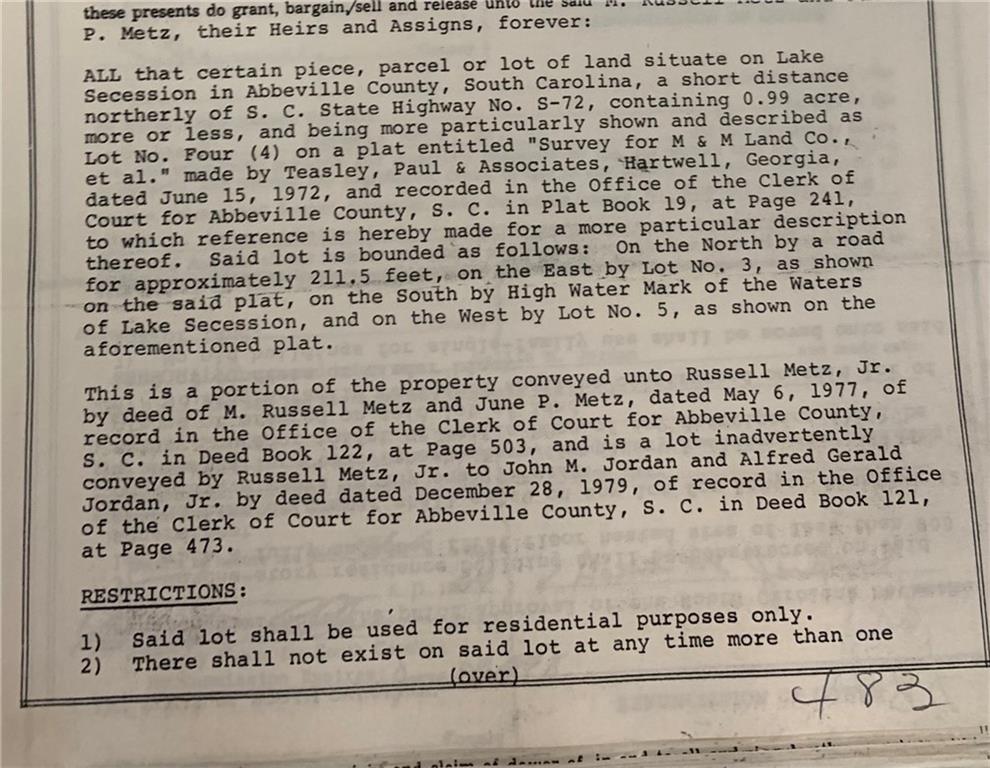 these presents do grant, bargain,/sell and release unto the said M. Russell Metz and
P. Metz, their Heirs and Assigns, forever:
ALL that certain piece, parcel or lot of land situate on Lake
Secession in Abbeville County, South Carolina, a short distance
northerly of S. C. State Highway No. S-72, containing 0.99 acre,
more or less, and being more particularly shown and described as
Lot No. Four (4) on a plat entitled "Survey for M & M Land Co.,
et al." made by Teasley, Paul & Associates, Hartwell, Georgia,
dated June 15, 1972, and recorded in the Office of the Clerk of
Court for Abbeville County, S. C. in Plat Book 19, at Page 241,
to which reference is hereby made for a more particular description
thereof. Said lot is bounded as follows: On the North by a road
for approximately 211.5 feet, on the East by Lot No. 3, as shown
on the said plat, on the South by High Water Mark of the Waters
of Lake Secession, and on the West by Lot No. 5, as shown on the
aforementioned plat.
This is a portion of the property conveyed unto Russell Metz, Jr.
by deed of M. Russell Metz and June P. Metz, dated May 6, 1977, of
record in the Office of the Clerk of Court for Abbeville County,
S. C. in Deed Book 122, at Page 503, and is a lot inadvertently
conveyed by Russell Metz, Jr. to John M. Jordan and Alfred Gerald
Jordan, Jr. by deed dated December 28, 1979, of record in the Office
of the Clerk of Court for Abbeville County, S. C. in Deed Book 121,
at Page 473.
RESTRICTIONS:
1) Said lot shall be used for residential purposes only.
2) There shall not exist on said lot at any time more than one
(over)
483